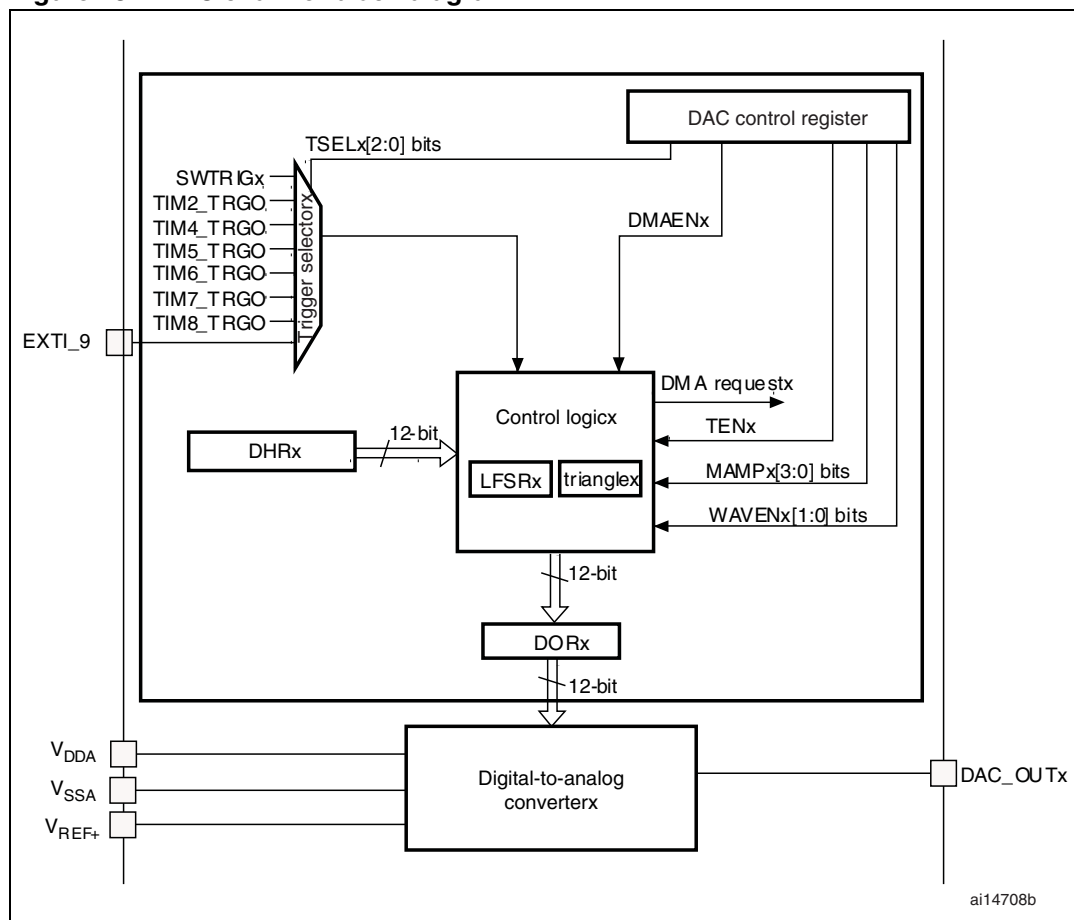 DAC control register
TSELx[2:0] bits
SWTRIGx
TIM2_TRGO
TIM4_TRGO
TIM5_TRGO
TIM6_TRGO
TIM7_TRGO
TIM8_TRGO
Trigger selectorx
DMAENx
EXTI_9
DMA requestx
Control logicx
TENx
12-bit
DHRx
LFSRx
trianglex
MAMPx[3:0] bits
WAVENx[1:0] bits
12-bit
DORx
12-bit
VDDA
VSSA
VREF+
Digital-to-analog
converterx
DAC_OUTx
ai14708b